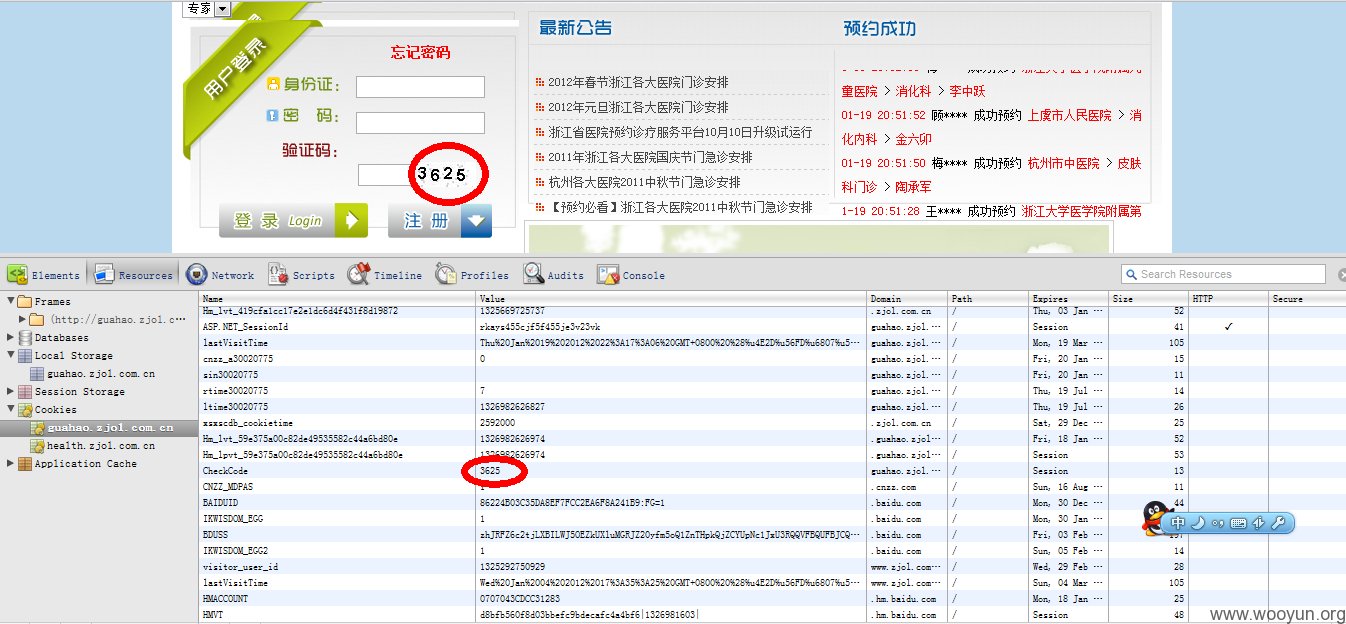 专家
用户登录
忘记密码
身份证:
密 码:
验证码:
3625
登 录 Login
注 册
最新公告
2012年春节浙江各大医院门诊安排
2012年元旦浙江各大医院门诊安排
浙江省医院预约诊疗服务平台10月10日升级试运行
2011年浙江各大医院国庆节门急诊安排
杭州各大医院2011中秋节门急诊安排
【预约必看】浙江各大医院2011中秋节门急诊安排
预约成功
童医院 > 消化科 > 李中跃
01-19 20:51:52 顾**** 成功预约 上虞市人民医院 > 消
化内科 > 金六卯
01-19 20:51:50 梅**** 成功预约 杭州市中医院 > 皮肤
科门诊 > 陶承军
1-19 20:51:28 王**** 成功预约 浙江大学医学院附属第
Elements Resources Network Scripts Timeline Profiles Audits Console Search Resources
Frames
(http://guahao.zjol.c…
Databases
Local Storage
guahao.zjol.com.cn
Session Storage
Cookies
guahao.zjol.com.cn
health.zjol.com.cn
Application Cache
Name Value Domain Path Expires Size HTTP Secure
Hm_lvt_419cfa1cc17e2e1dc6d4f431f8d19872 1325669725737 .zjol.com.cn / Thu, 03 Jan … 52
ASP.NET_SessionId rkays455cjf5f455je3v23vk guahao.zjol.… / Session 41 ✓
lastVisitTime Thu%20Jan%2019%202012%2022%3A17%3A06%20GMT+0800%20%28%u4E2D%u56FD%u6807%u5… guahao.zjol.… / Mon, 19 Mar … 105
cnzz_a30020775 0 guahao.zjol.… / Fri, 20 Jan … 15
sin30020775 guahao.zjol.… / Fri, 20 Jan … 11
rtime30020775 7 guahao.zjol.… / Thu, 19 Jul … 14
ltime30020775 1326982626827 guahao.zjol.… / Thu, 19 Jul … 26
xsxscdb_cookietime 2592000 .zjol.com.cn / Sat, 29 Dec … 25
Hm_lvt_59e375a00c82de49535582c44a6bd80e 1326982626974 .guahao.zjol… / Fri, 18 Jan … 52
Hm_lpvt_59e375a00c82de49535582c44a6bd80e 1326982626974 .guahao.zjol… / Session 53
CheckCode 3625 guahao.zjol.… / Session 13
CNZZ_MDPAS .cnzz.com / Sun, 16 Aug … 11
BAIDUID 86224B03C35DA8EF7FCC2EA6F8A241B9:FG=1 .baidu.com / Mon, 30 Dec … 44
IKWISDOM_EGG 1 .baidu.com / Mon, 30 Jan …
BDUSS .baidu.com / Fri, 03 Feb …
IKWISDOM_EGG2 1 .baidu.com / Sun, 05 Feb … 14
visitor_user_id 1325292750929 www.zjol.com… / Wed, 29 Feb … 28
lastVisitTime Wed%20Jan%2004%202012%2017%3A35%3A25%20GMT+0800%20%28%u4E2D%u56FD%u6807%u5… www.zjol.com… / Sun, 04 Mar … 105
HMACCOUNT 0707043CDCC31283 .hm.baidu.com / Mon, 18 Jan … 25
HMVT d8bfb560f8d03bbefc9bdecafc4a4bf6|1326981603| .hm.baidu.com / Session 48
中
www.wooyun.org